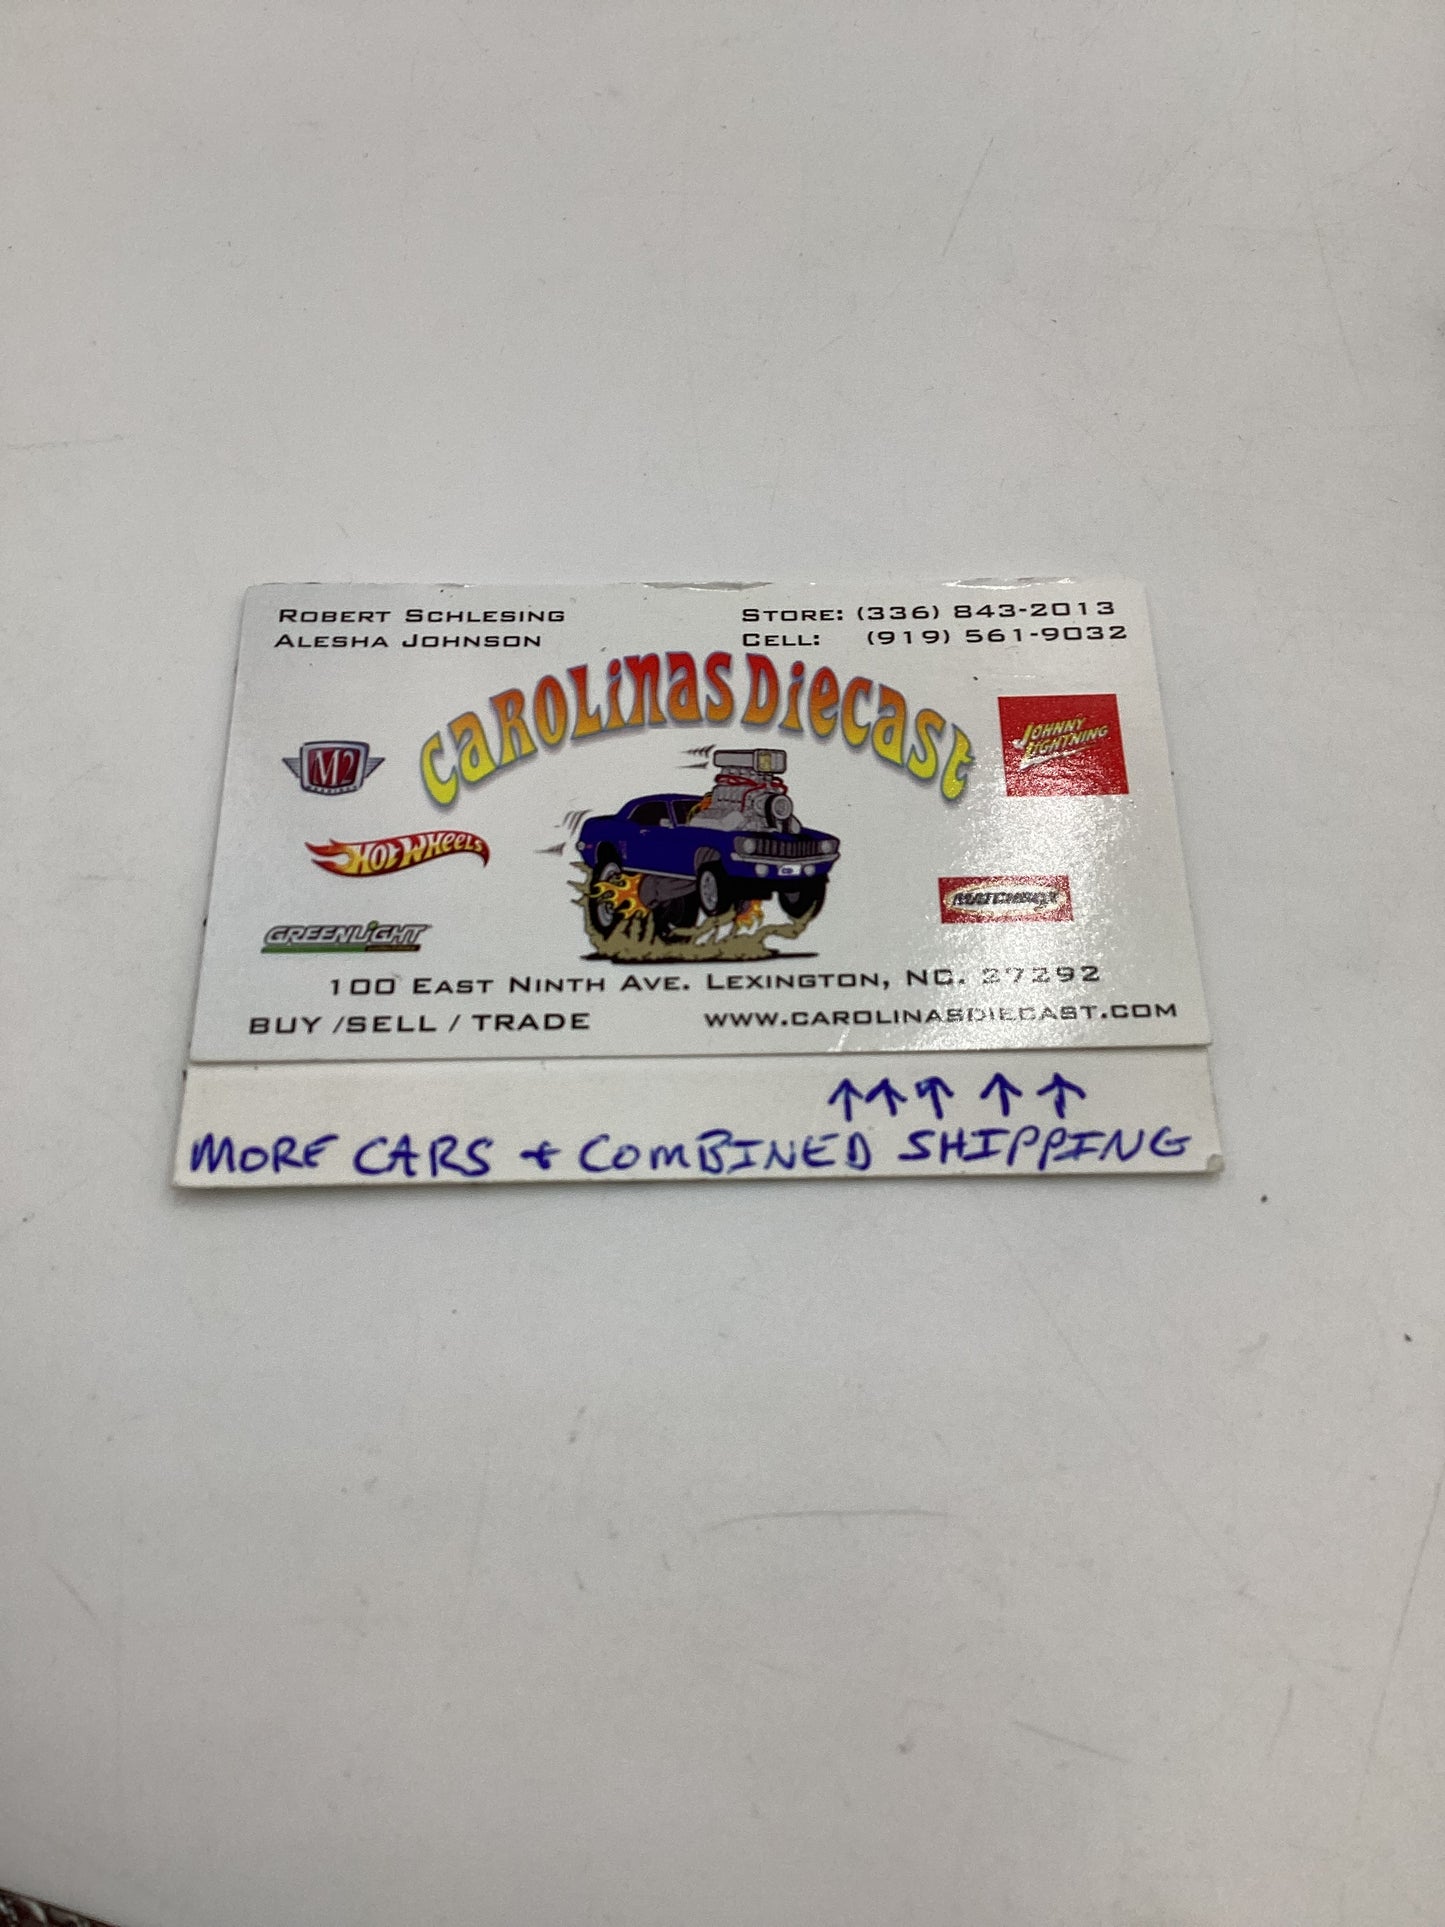 ROBERT SCHLESING
ALESHA JOHNSON
STORE: (336) 843-2013
CELL: (919) 561-9032
CAROLINAS DIECAST
M2
JOHNNY LIGHTNING
HOT WHEELS
MATCHBOX
GREENLIGHT
100 EAST NINTH AVE. LEXINGTON, NC. 27292
BUY /SELL / TRADE
WWW.CAROLINASDIECAST.COM
↑ ↑ ↑ ↑ ↑
MORE CARS + COMBINED SHIPPING